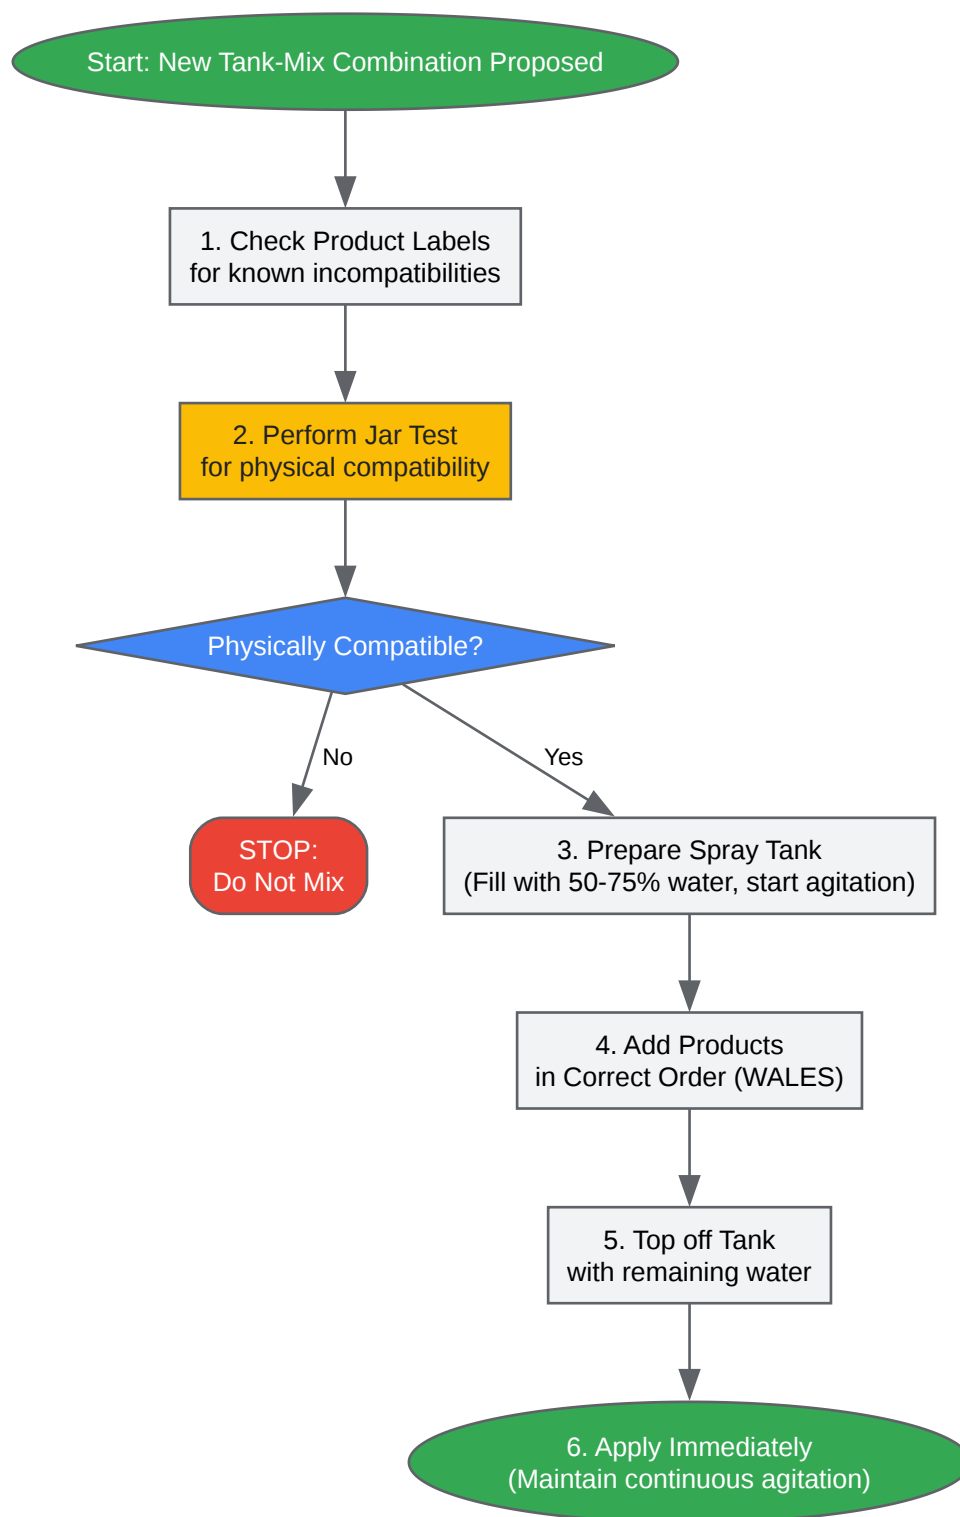 Start: New Tank-Mix Combination Proposed
1. Check Product Labels
for known incompatibilities
2. Perform Jar Test
for physical compatibility
Physically Compatible?
No
Yes
STOP:
Do Not Mix
3. Prepare Spray Tank
(Fill with 50-75% water, start agitation)
4. Add Products
in Correct Order (WALES)
5. Top off Tank
with remaining water
6. Apply Immediately
(Maintain continuous agitation)